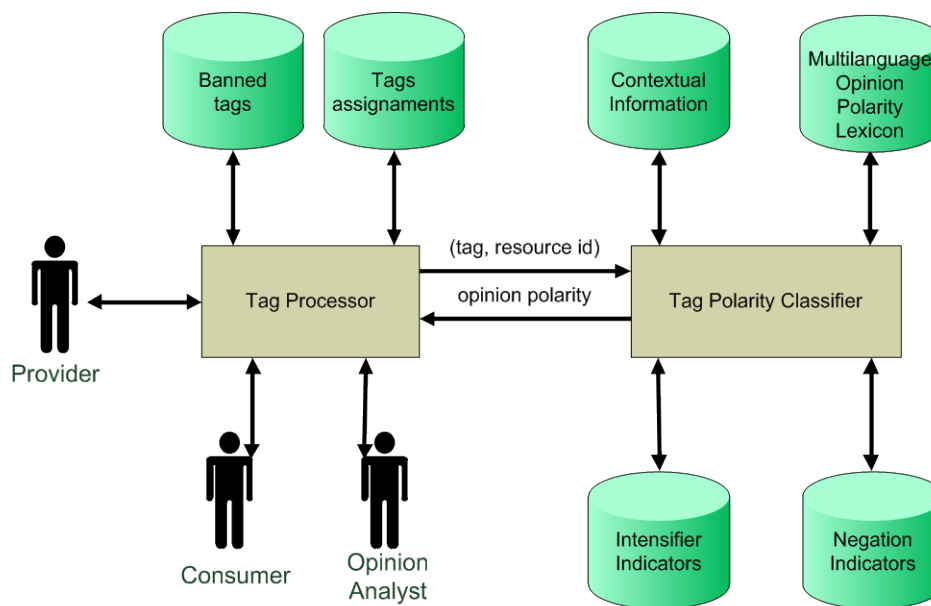 Banned
tags
Tags
assignaments
Contextual
Information
Multilanguage
Opinion
Polarity
Lexicon
(tag, resource id)
Tag Processor
opinion polarity
Tag Polarity Classifier
Provider
Consumer
Opinion
Analyst
Intensifier
Indicators
Negation
Indicators